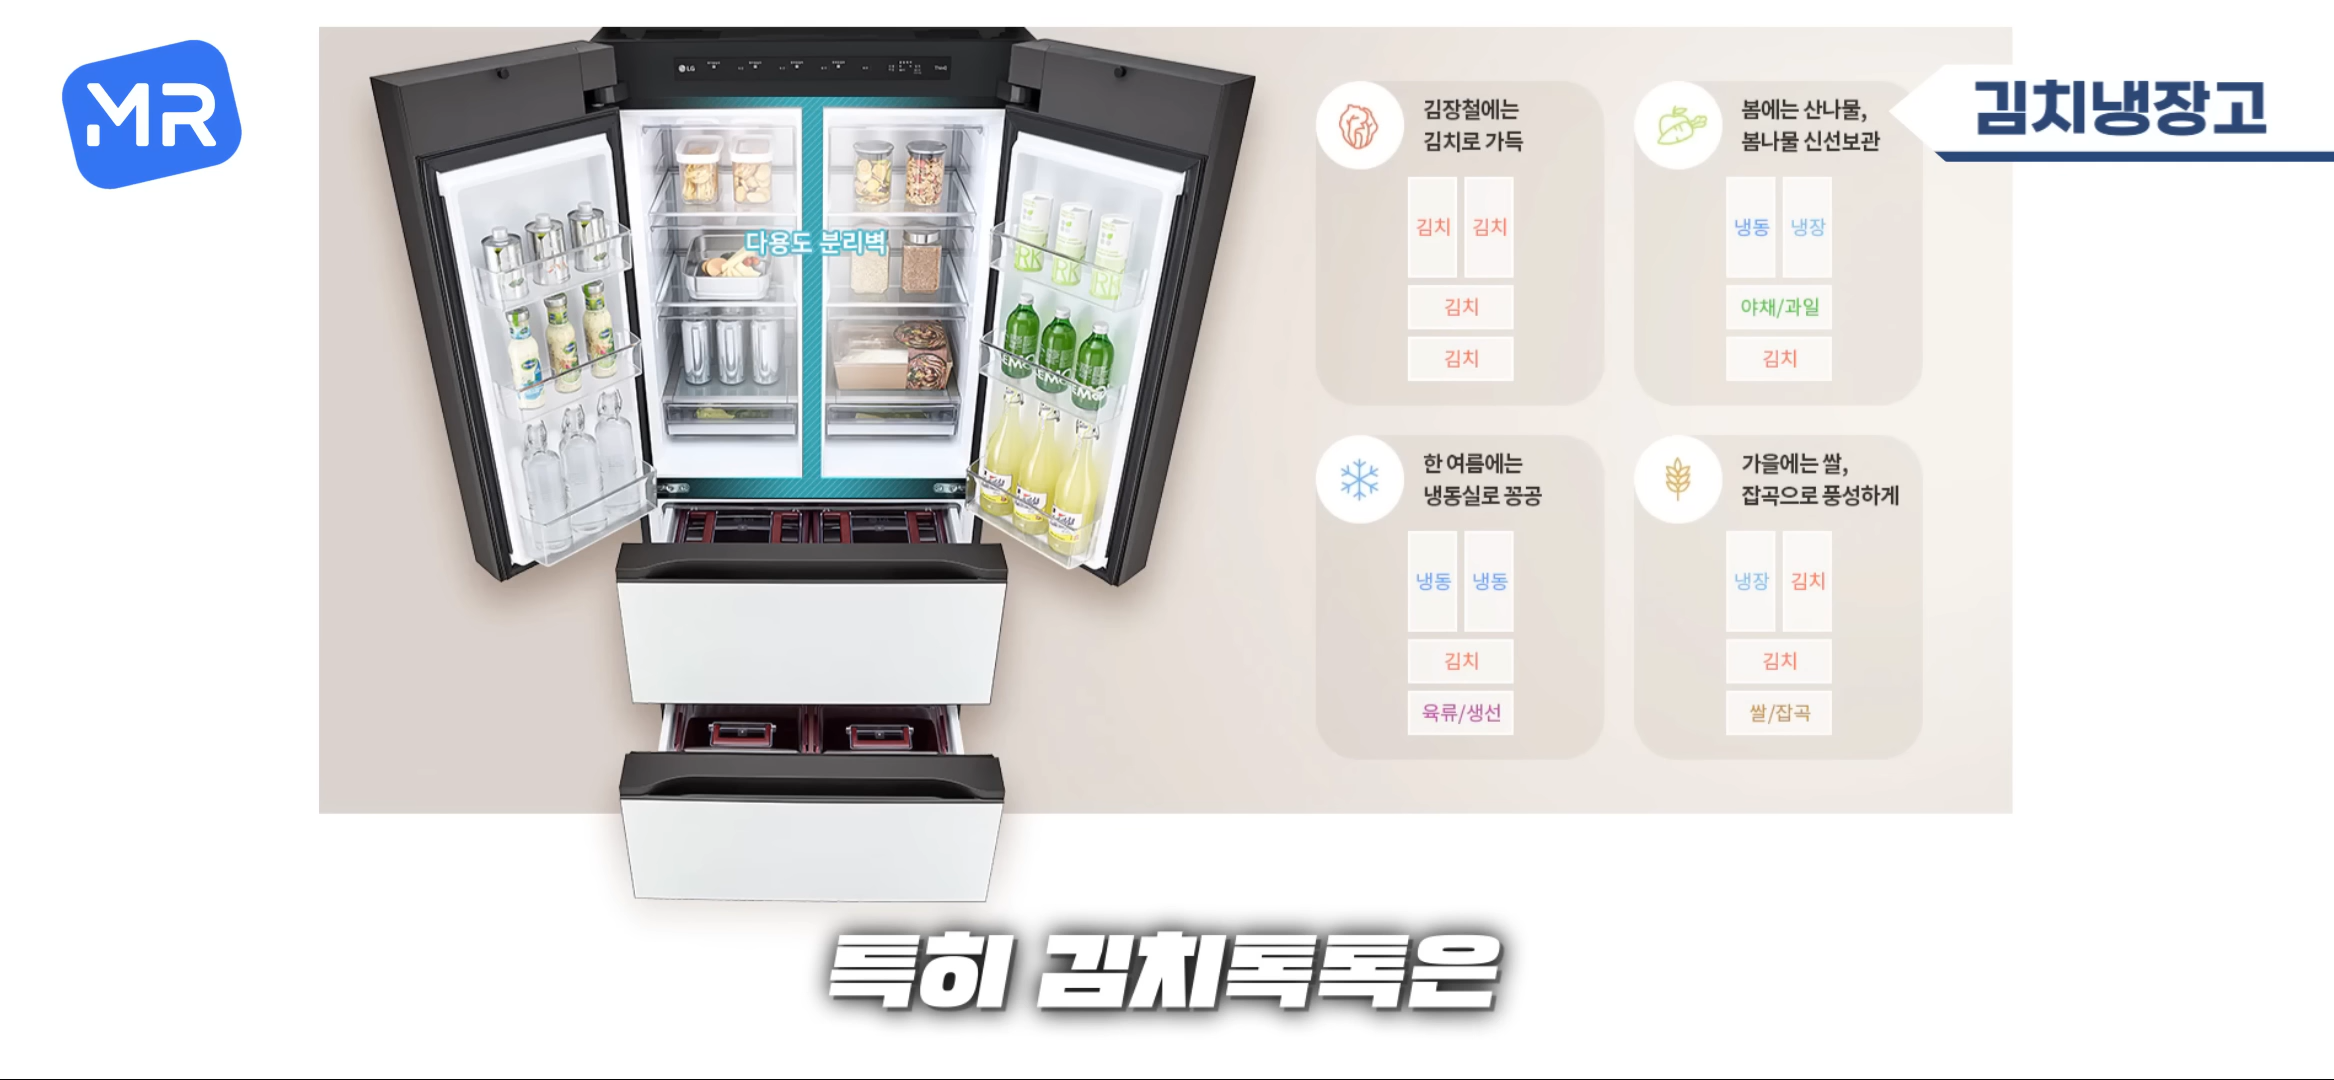 MR
김치냉장고
LG
ThinQ
다용도 분리벽
김장철에는
김치로 가득
김치 김치
김치
김치
봄에는 산나물,
봄나물 신선보관
냉동 냉장
야채/과일
김치
한 여름에는
냉동실로 꽁꽁
냉동 냉동
김치
육류/생선
가을에는 쌀,
잡곡으로 풍성하게
냉장 김치
김치
쌀/잡곡
특히 김치톡톡은